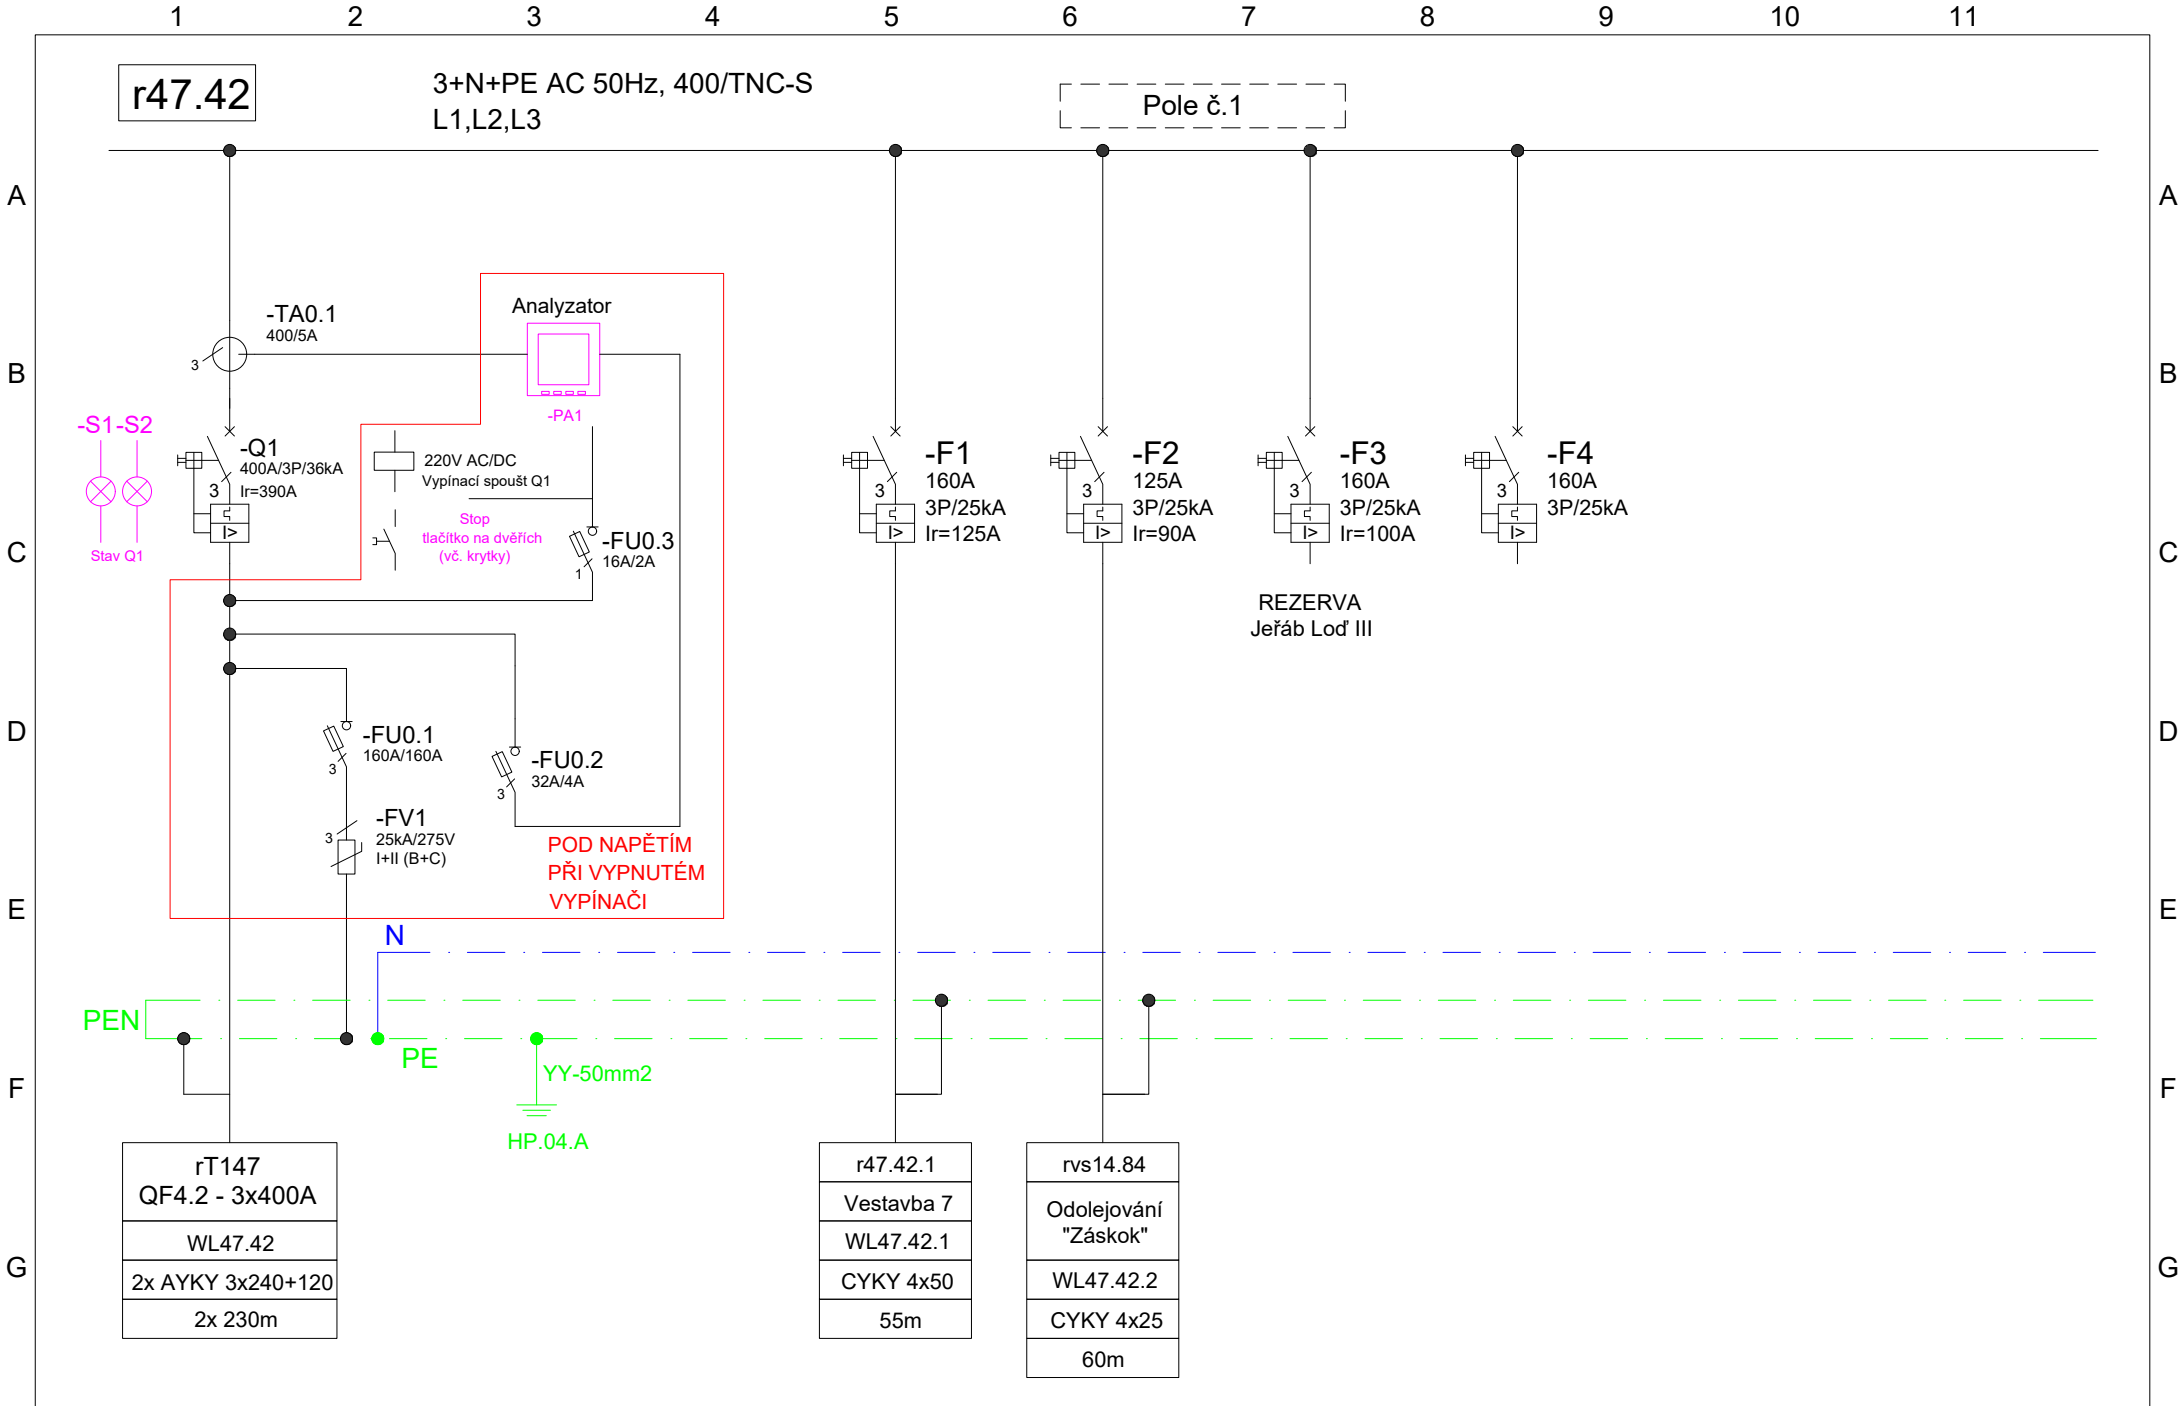 1 2 3 4 5 6 7 8 9 10 11
r47.42
3+N+PE AC 50Hz, 400/TNC-S
L1,L2,L3
Pole č.1
A A
-TA0.1
400/5A
3
Analyzator
-PA1
B B
-S1 -S2
Stav Q1
-Q1
400A/3P/36kA
Ir=390A
3
I>
220V AC/DC
Vypínací spoušt Q1
Stop
tlačítko na dvěřích
(vč. krytky)
-FU0.3
16A/2A
1
-F1
160A
3P/25kA
Ir=125A
3
I>
-F2
125A
3P/25kA
Ir=90A
3
I>
-F3
160A
3P/25kA
Ir=100A
3
I>
REZERVA
Jeřáb Loď III
-F4
160A
3P/25kA
3
I>
C C
D D
-FU0.1
160A/160A
3
-FU0.2
32A/4A
3
-FV1
25kA/275V
I+II (B+C)
3
POD NAPĚTÍM
PŘI VYPNUTÉM
VYPÍNAČI
E E
N
PEN
PE
YY-50mm2
HP.04.A
F F
rT147
QF4.2 - 3x400A
WL47.42
2x AYKY 3x240+120
2x 230m
r47.42.1
Vestavba 7
WL47.42.1
CYKY 4x50
55m
rvs14.84
Odolejování
"Záskok"
WL47.42.2
CYKY 4x25
60m
G G